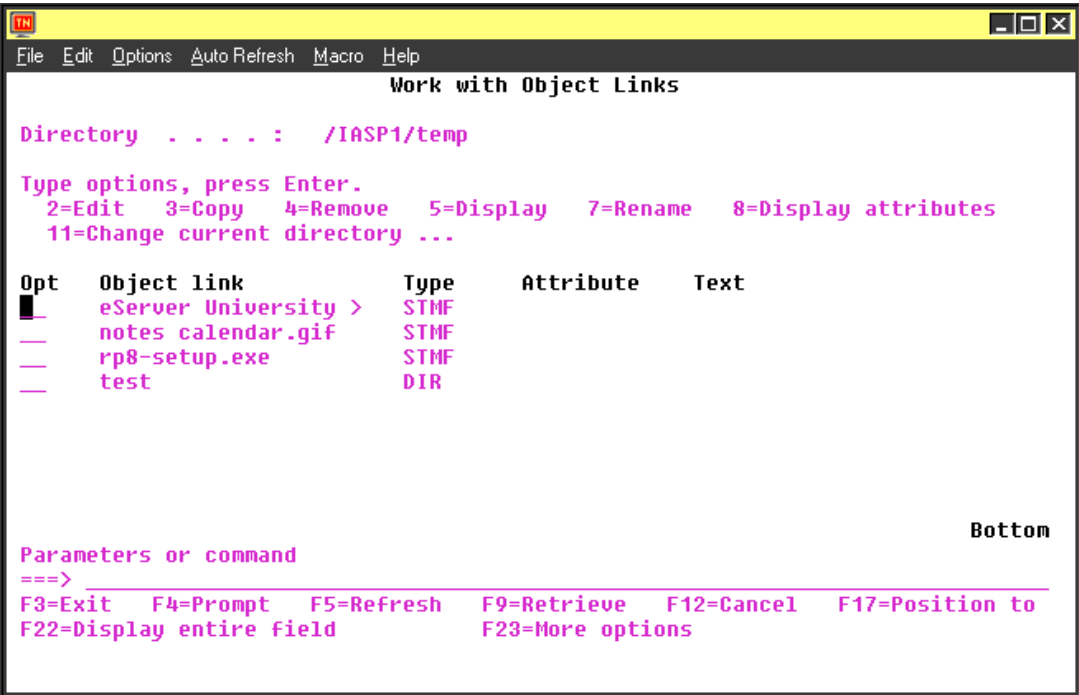 TN
File Edit Options Auto Refresh Macro Help
Work with Object Links
Directory . . . . : /IASP1/temp
Type options, press Enter.
2=Edit 3=Copy 4=Remove 5=Display 7=Rename 8=Display attributes
11=Change current directory ...
Opt Object link Type Attribute Text
__ eServer University > STMF
__ notes calendar.gif STMF
__ rp8-setup.exe STMF
__ test DIR
Bottom
Parameters or command
===>
F3=Exit F4=Prompt F5=Refresh F9=Retrieve F12=Cancel F17=Position to
F22=Display entire field F23=More options